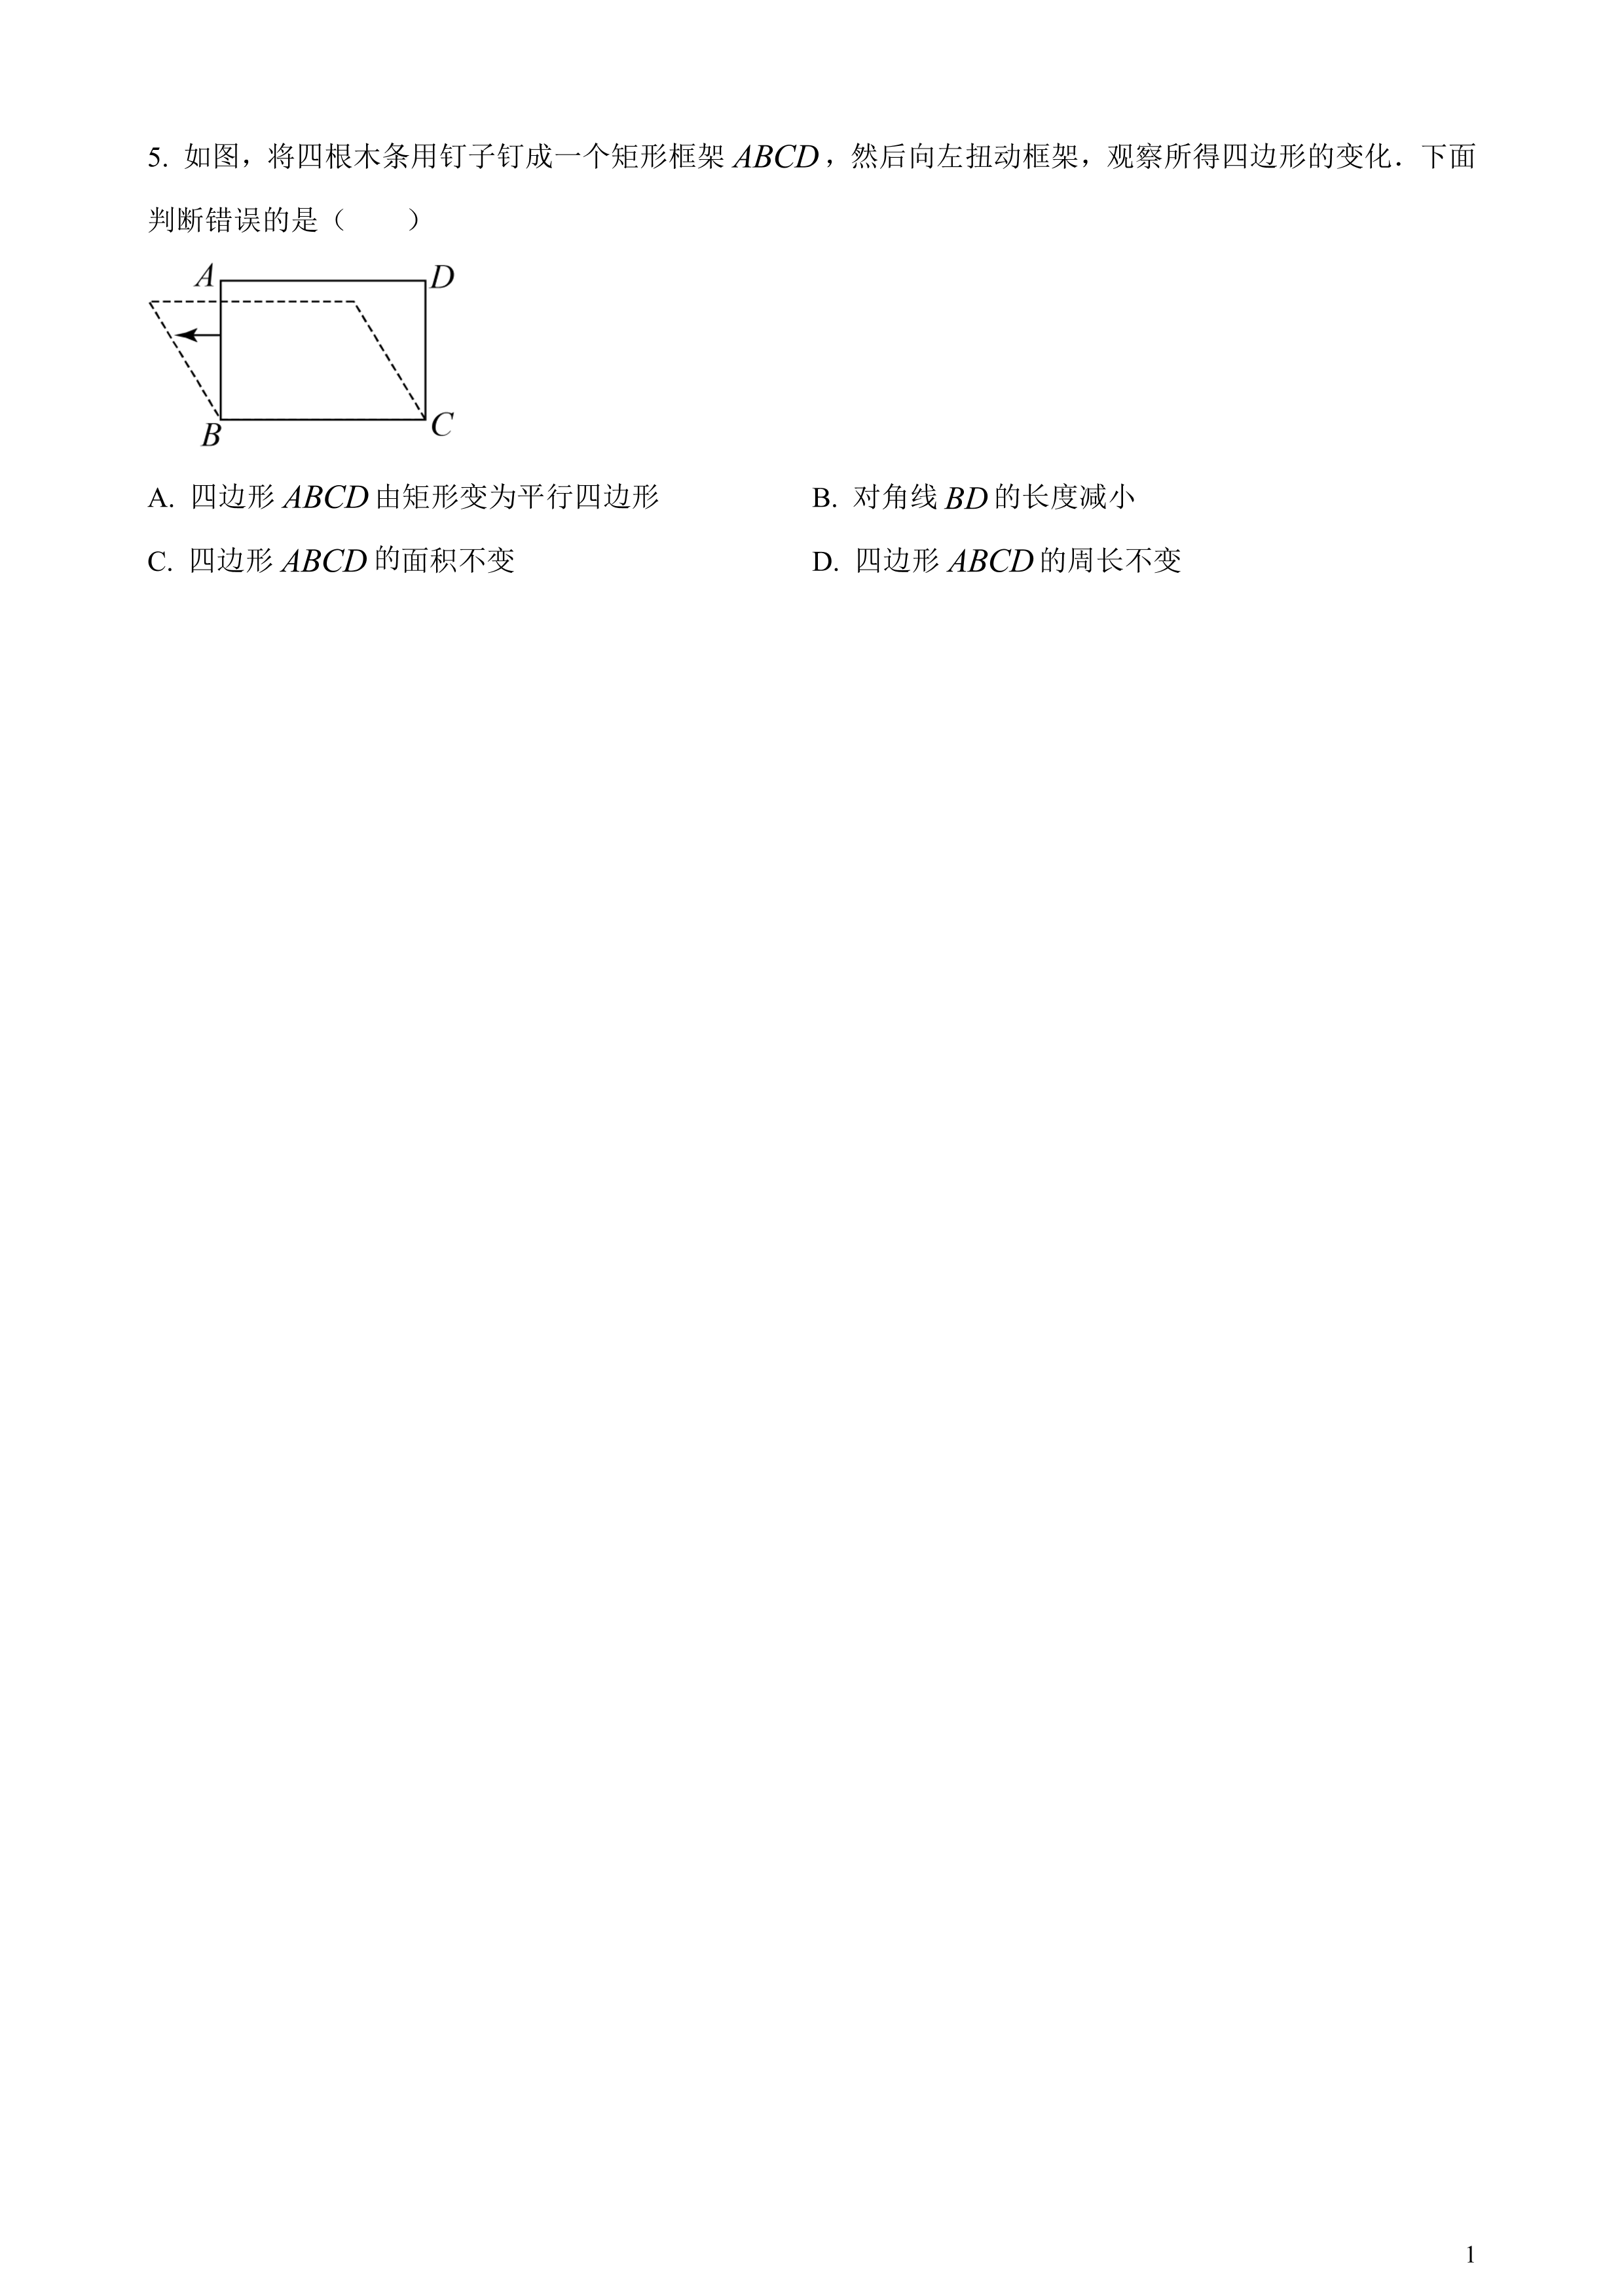 5. 如图，将四根木条用钉子钉成一个矩形框架 ABCD，然后向左扭动框架，观察所得四边形的变化．下面
判断错误的是（　　）
A D
B C
A. 四边形 ABCD 由矩形变为平行四边形 B. 对角线 BD 的长度减小
C. 四边形 ABCD 的面积不变 D. 四边形 ABCD 的周长不变
1